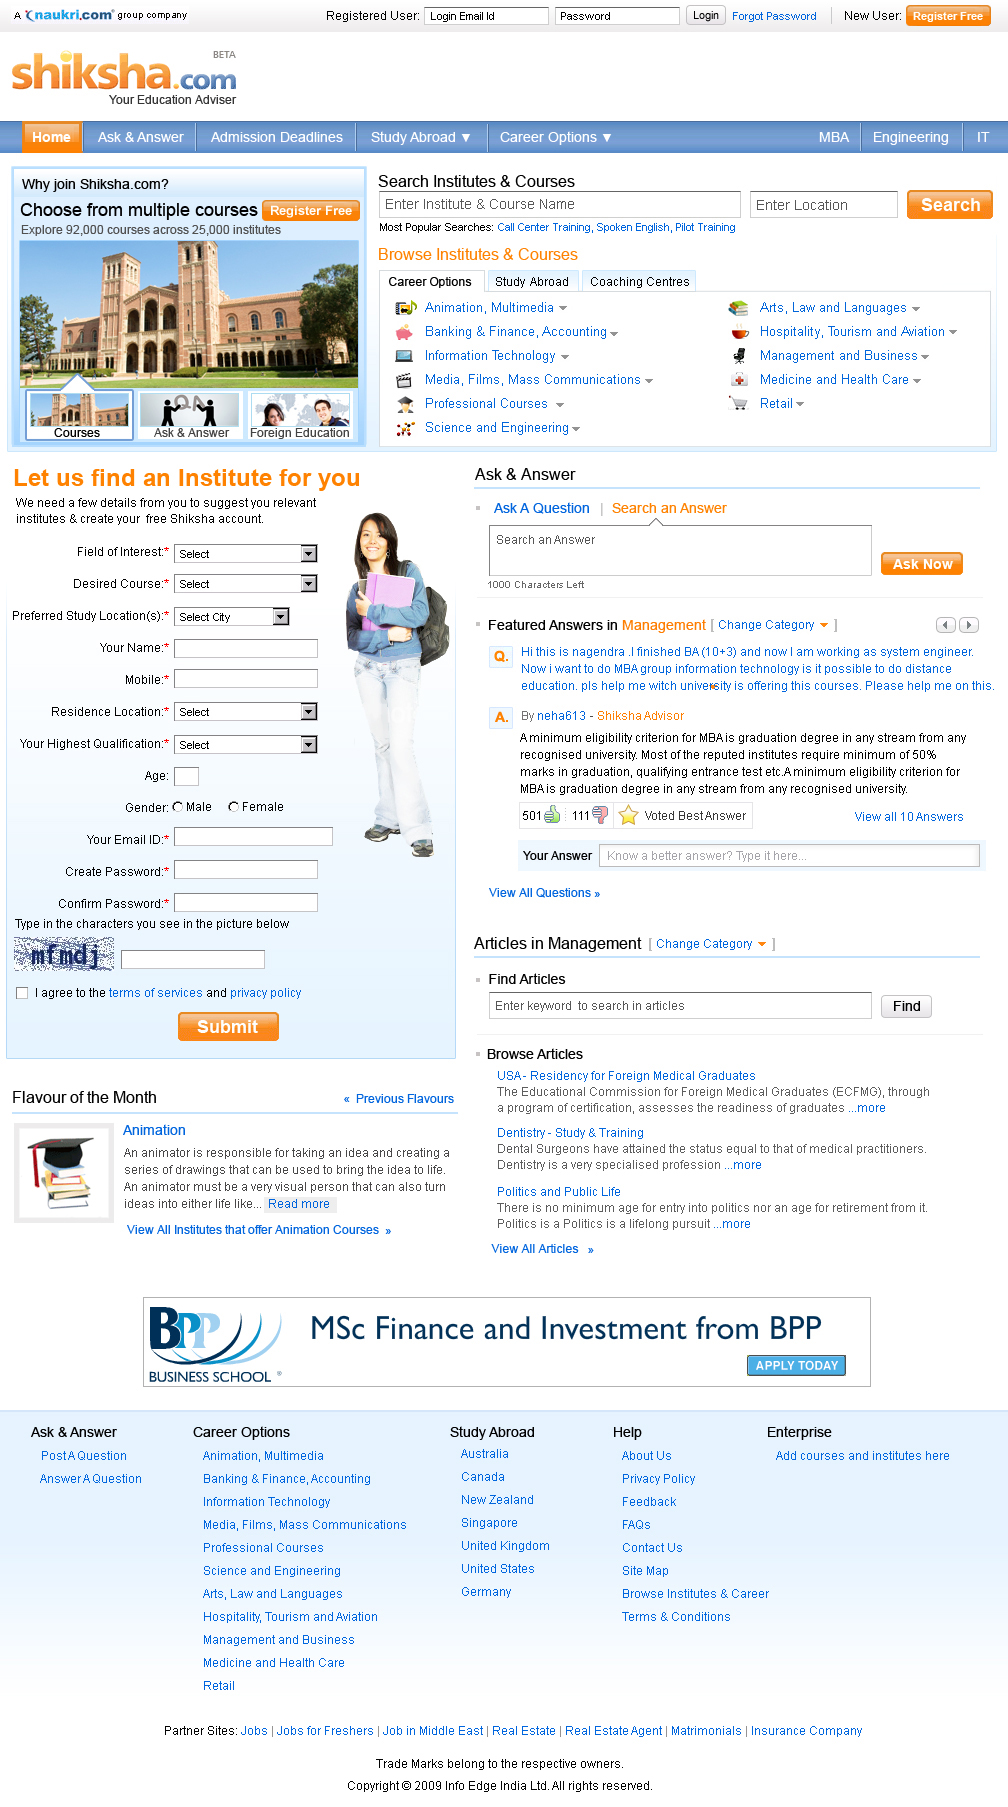 A naukri.com group company
Registered User: Login Email Id Password Login Forgot Password New User: Register Free
BETA
shiksha.com
Your Education Adviser
Home Ask & Answer Admission Deadlines Study Abroad ▼ Career Options ▼ MBA Engineering IT
Why join Shiksha.com?
Choose from multiple courses Register Free
Explore 92,000 courses across 25,000 institutes
Q A
Courses Ask & Answer Foreign Education
Search Institutes & Courses
Enter Institute & Course Name Enter Location Search
Most Popular Searches: Call Center Training, Spoken English, Pilot Training
Browse Institutes & Courses
Career Options Study Abroad Coaching Centres
Animation, Multimedia Arts, Law and Languages
Banking & Finance, Accounting Hospitality, Tourism and Aviation
Information Technology Management and Business
Media, Films, Mass Communications Medicine and Health Care
Professional Courses Retail
Science and Engineering
Let us find an Institute for you
We need a few details from you to suggest you relevant
institutes & create your free Shiksha account.
Field of Interest:* Select
Desired Course:* Select
Preferred Study Location(s):* Select City
Your Name:*
Mobile:*
Residence Location:* Select
Your Highest Qualification:* Select
Age:
Gender: Male Female
Your Email ID:*
Create Password:*
Confirm Password:*
Type in the characters you see in the picture below
mfmdj
I agree to the terms of services and privacy policy
Submit
Ask & Answer
Ask A Question | Search an Answer
Search an Answer
Ask Now
1000 Characters Left
Featured Answers in Management [ Change Category ]
Q. Hi this is nagendra .I finished BA (10+3) and now I am working as system engineer.
Now i want to do MBA group information technology is it possible to do distance
education. pls help me witch university is offering this courses. Please help me on this.
A. By neha613 - Shiksha Advisor
A minimum eligibility criterion for MBA is graduation degree in any stream from any
recognised university. Most of the reputed institutes require minimum of 50%
marks in graduation, qualifying entrance test etc.A minimum eligibility criterion for
MBA is graduation degree in any stream from any recognised university.
501 111 Voted Best Answer View all 10 Answers
Your Answer Know a better answer? Type it here...
View All Questions »
Articles in Management [ Change Category ]
Find Articles
Enter keyword to search in articles Find
Browse Articles
USA- Residency for Foreign Medical Graduates
The Educational Commission for Foreign Medical Graduates (ECFMG), through
a program of certification, assesses the readiness of graduates ...more
Dentistry - Study & Training
Dental Surgeons have attained the status equal to that of medical practitioners.
Dentistry is a very specialised profession ...more
Politics and Public Life
There is no minimum age for entry into politics nor an age for retirement from it.
Politics is a Politics is a lifelong pursuit ...more
View All Articles »
Flavour of the Month « Previous Flavours
Animation
An animator is responsible for taking an idea and creating a
series of drawings that can be used to bring the idea to life.
An animator must be a very visual person that can also turn
ideas into either life like... Read more
View All Institutes that offer Animation Courses »
BPP
BUSINESS SCHOOL
MSc Finance and Investment from BPP
APPLY TODAY
Ask & Answer
Post A Question
Answer A Question
Career Options
Animation, Multimedia
Banking & Finance, Accounting
Information Technology
Media, Films, Mass Communications
Professional Courses
Science and Engineering
Arts, Law and Languages
Hospitality, Tourism and Aviation
Management and Business
Medicine and Health Care
Retail
Study Abroad
Australia
Canada
New Zealand
Singapore
United Kingdom
United States
Germany
Help
About Us
Privacy Policy
Feedback
FAQs
Contact Us
Site Map
Browse Institutes & Career
Terms & Conditions
Enterprise
Add courses and institutes here
Partner Sites: Jobs | Jobs for Freshers | Job in Middle East | Real Estate | Real Estate Agent | Matrimonials | Insurance Company
Trade Marks belong to the respective owners.
Copyright © 2009 Info Edge India Ltd. All rights reserved.